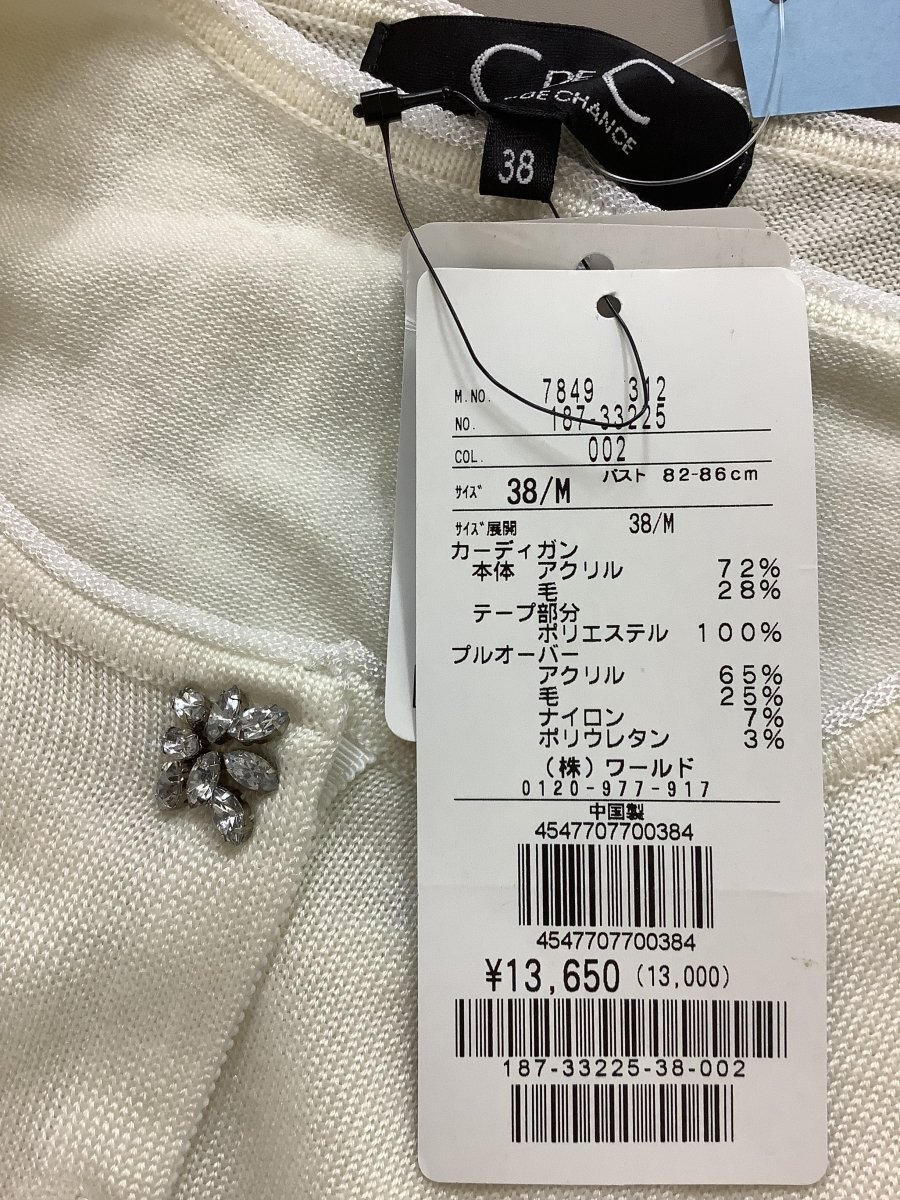 C DE C
DE CHANCE
38
M.NO. 7849 312
NO. 187-33225
COL. 002
ｻｲｽﾞ 38/M バスト 82-86cm
ｻｲｽﾞ展開 38/M
カーディガン
本体 アクリル 72%
毛 28%
テープ部分
ポリエステル 100%
プルオーバー
アクリル 65%
毛 25%
ナイロン 7%
ポリウレタン 3%
(株)ワールド
0120-977-917
中国製
4547707700384
4547707700384
¥13,650 (13,000)
187-33225-38-002